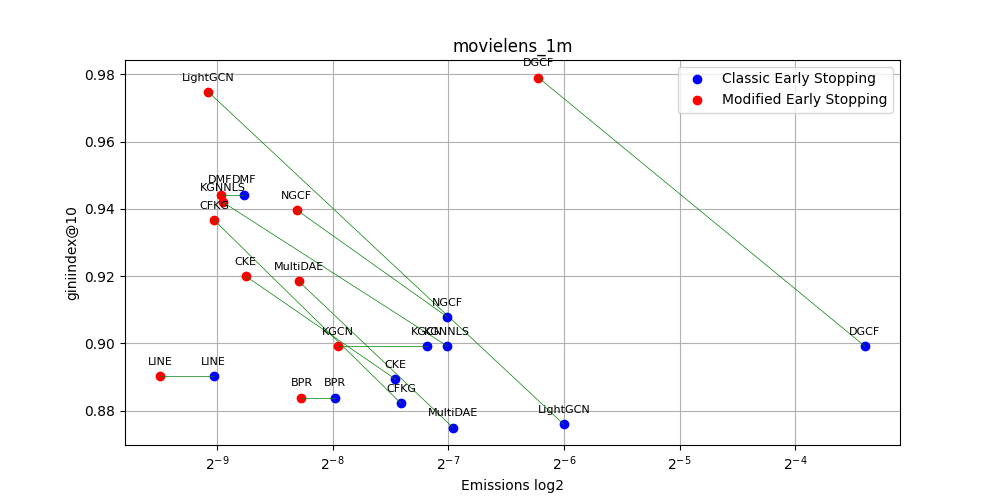 movielens_1m
Classic Early Stopping
Modified Early Stopping
giniindex@10
0.98
0.96
0.94
0.92
0.90
0.88
DGCF
LightGCN
DMF
DMF
KGNNLS
NGCF
CFKG
CKE
MultiDAE
NGCF
KGCN
KGCN
KGNNLS
DGCF
LINE
LINE
CKE
BPR
BPR
CFKG
MultiDAE
LightGCN
2⁻⁹
2⁻⁸
2⁻⁷
2⁻⁶
2⁻⁵
2⁻⁴
Emissions log2